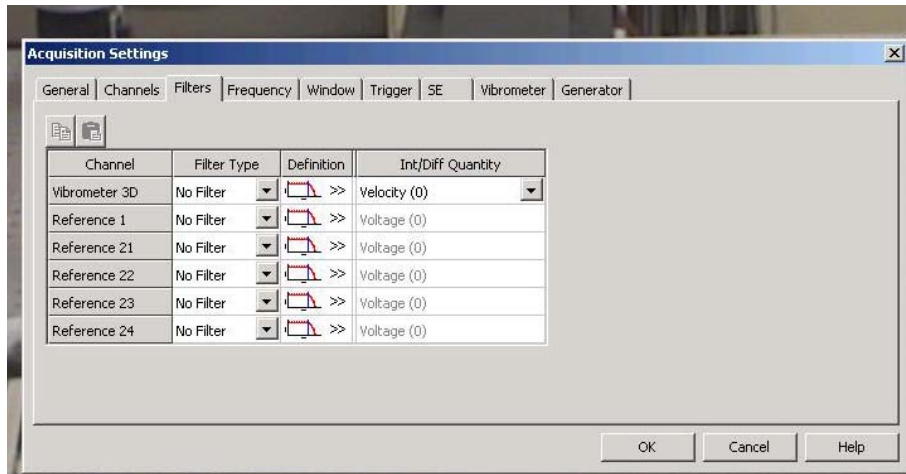 Acquisition Settings
General Channels Filters Frequency Window Trigger SE Vibrometer Generator
Channel Filter Type Definition Int/Diff Quantity
Vibrometer 3D No Filter >> Velocity (0)
Reference 1 No Filter >> Voltage (0)
Reference 21 No Filter >> Voltage (0)
Reference 22 No Filter >> Voltage (0)
Reference 23 No Filter >> Voltage (0)
Reference 24 No Filter >> Voltage (0)
OK Cancel Help